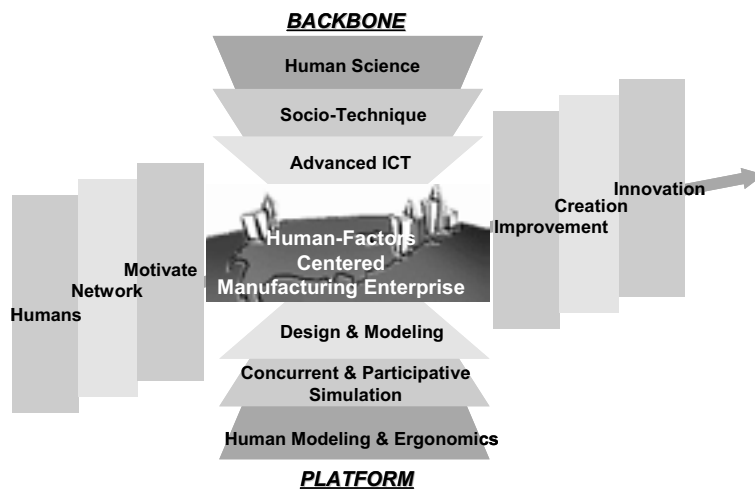 BACKBONE
Human Science
Socio-Technique
Advanced ICT
Humans
Network
Motivate
Human-Factors
Centered
Manufacturing Enterprise
Improvement
Creation
Innovation
Design & Modeling
Concurrent & Participative
Simulation
Human Modeling & Ergonomics
PLATFORM